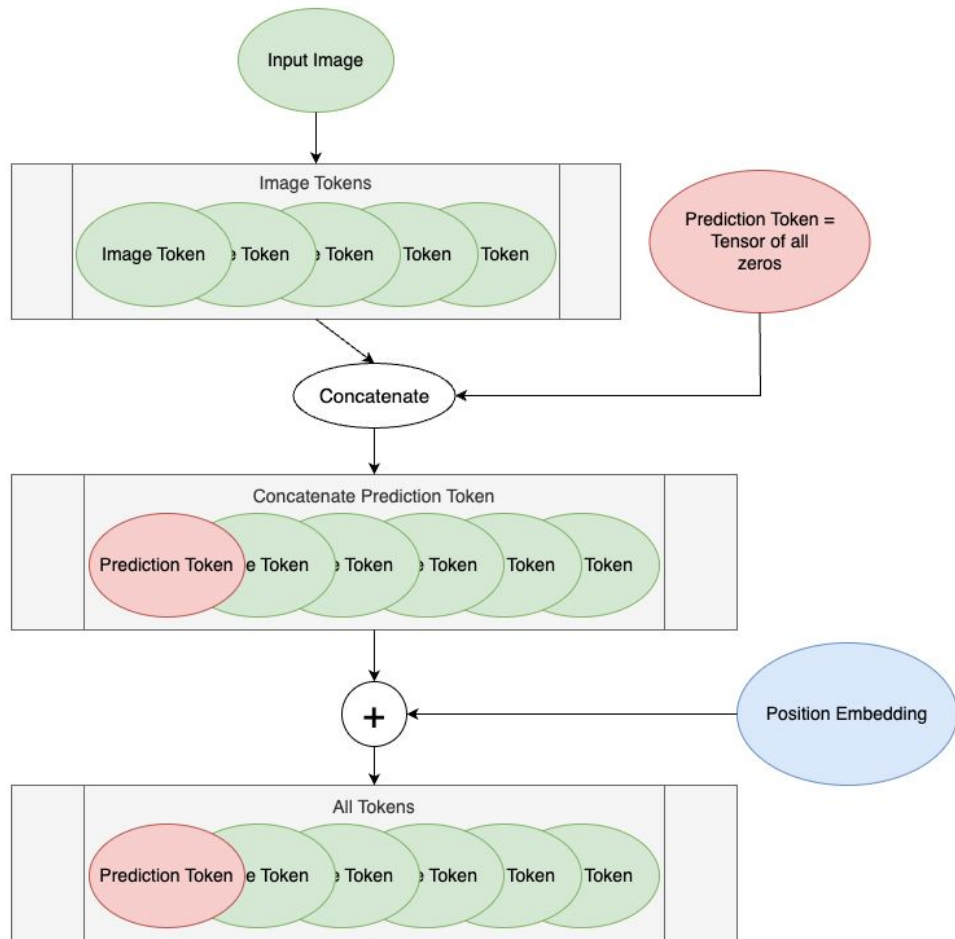 Input Image
Image Tokens
Image Token
e Token
e Token
Token
Token
Prediction Token =
Tensor of all
zeros
Concatenate
Concatenate Prediction Token
Prediction Token
e Token
e Token
e Token
Token
Token
+
Position Embedding
All Tokens
Prediction Token
e Token
e Token
e Token
Token
Token